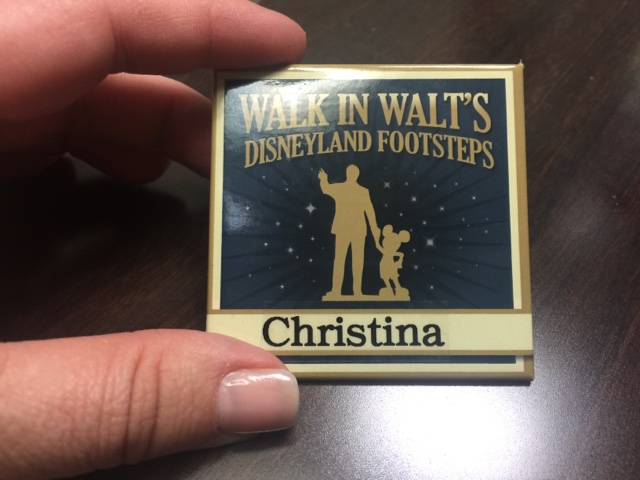 WALK IN WALT'S
DISNEYLAND FOOTSTEPS
Christina